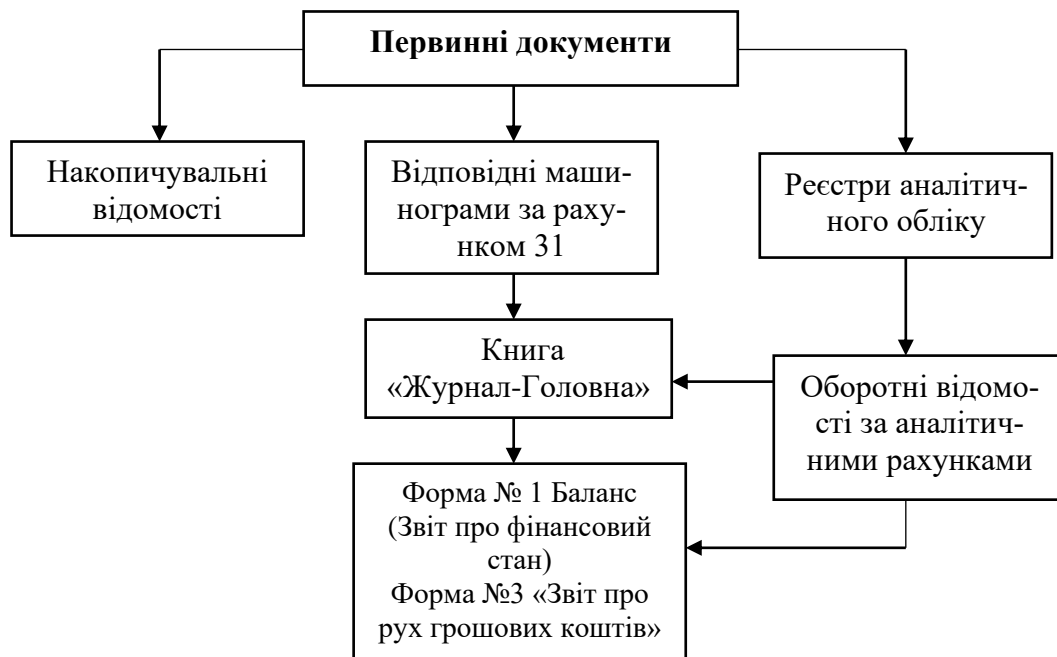 Первинні документи
Накопичувальні
відомості
Відповідні маши-
нограми за раху-
нком 31
Реєстри аналітич-
ного обліку
Книга
«Журнал-Головна»
Оборотні відомо-
сті за аналітич-
ними рахунками
Форма № 1 Баланс
(Звіт про фінансовий
стан)
Форма №3 «Звіт про
рух грошових коштів»